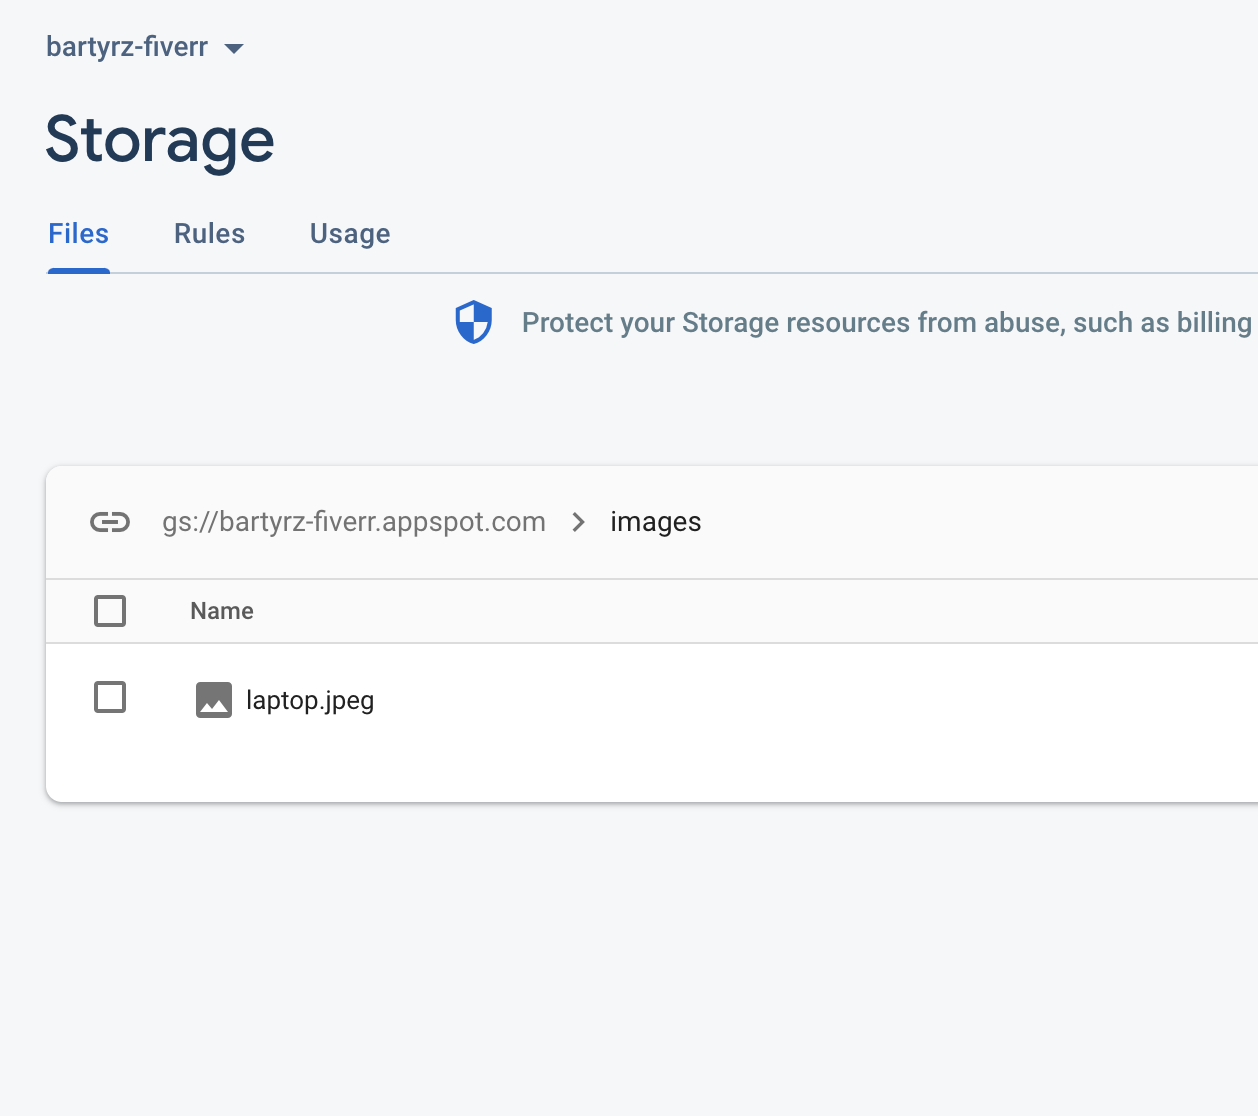 bartyrz-fiverr
Storage
Files Rules Usage
Protect your Storage resources from abuse, such as billing
gs://bartyrz-fiverr.appspot.com > images
Name
laptop.jpeg